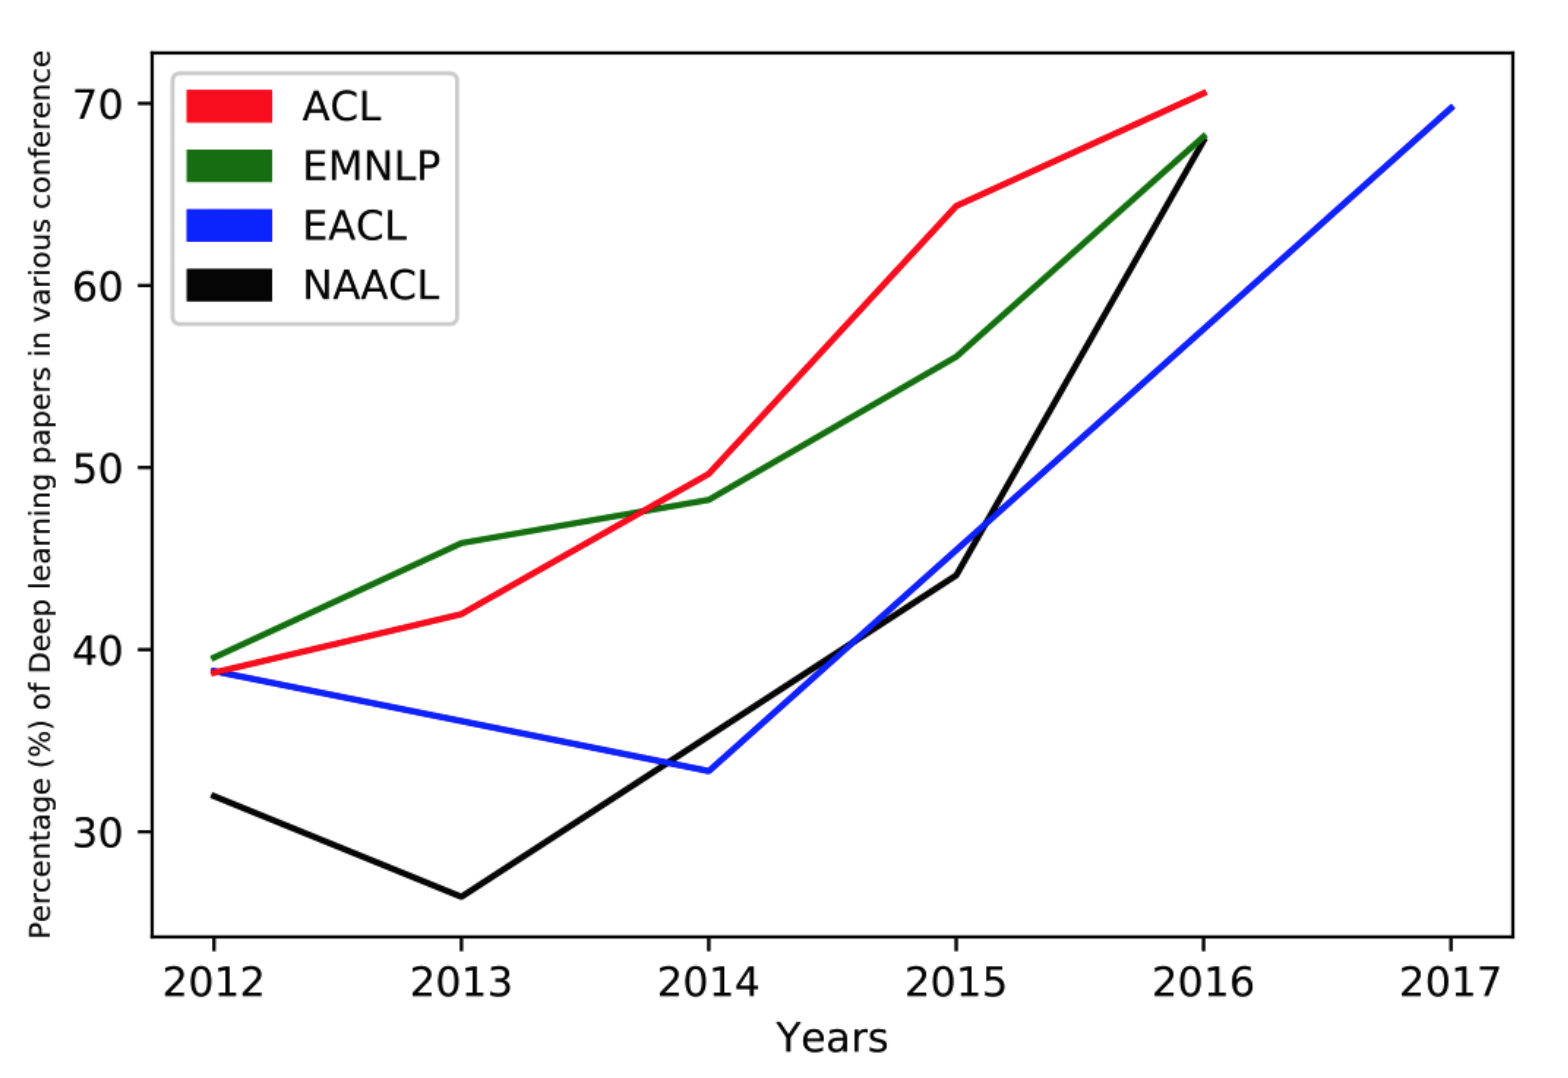 Percentage (%) of Deep learning papers in various conference
70
60
50
40
30
ACL
EMNLP
EACL
NAACL
2012 2013 2014 2015 2016 2017
Years